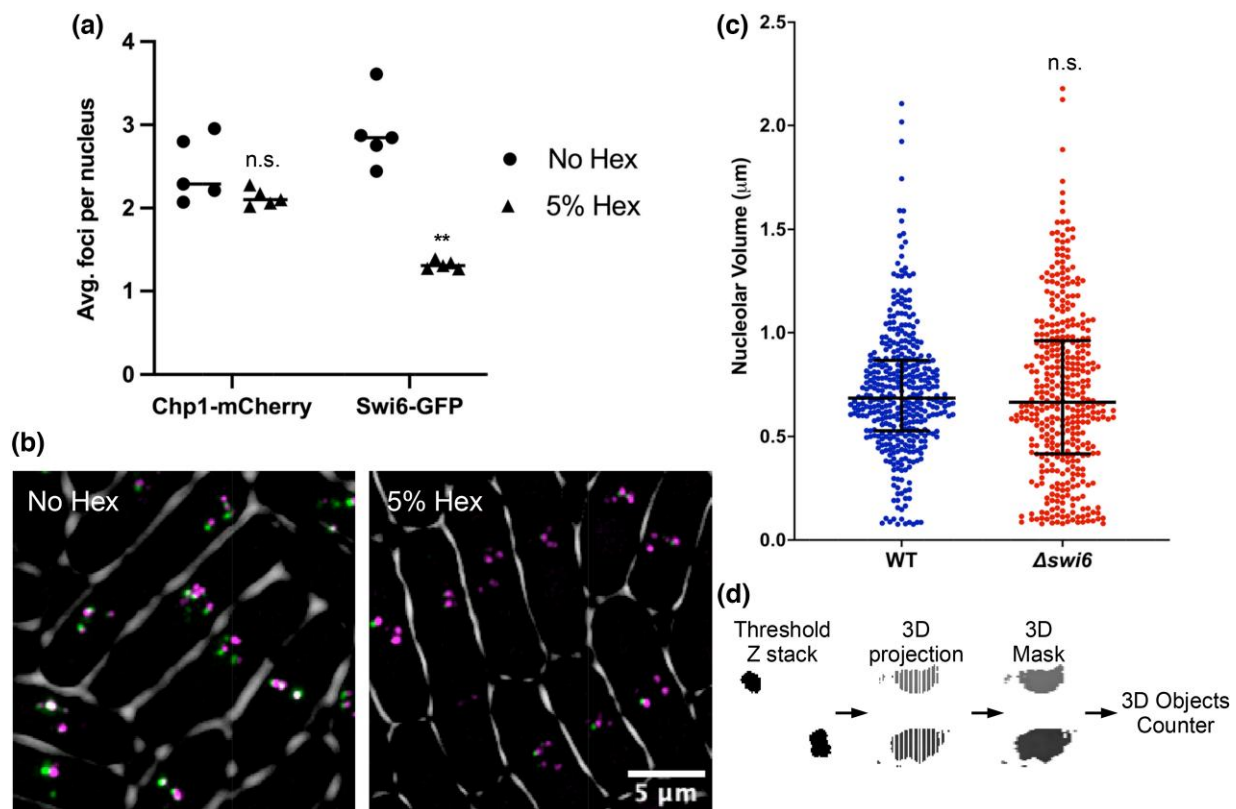 (a)
4
3
2
1
0
Avg. foci per nucleus
n.s.
**
Chp1-mCherry
Swi6-GFP
No Hex
5% Hex
(b)
No Hex
5% Hex
5 μm
(c)
2.5
2.0
1.5
1.0
0.5
0.0
Nucleolar Volume (μm)
n.s.
WT
Δswi6
(d)
Threshold
Z stack
3D
projection
3D
Mask
3D Objects
Counter